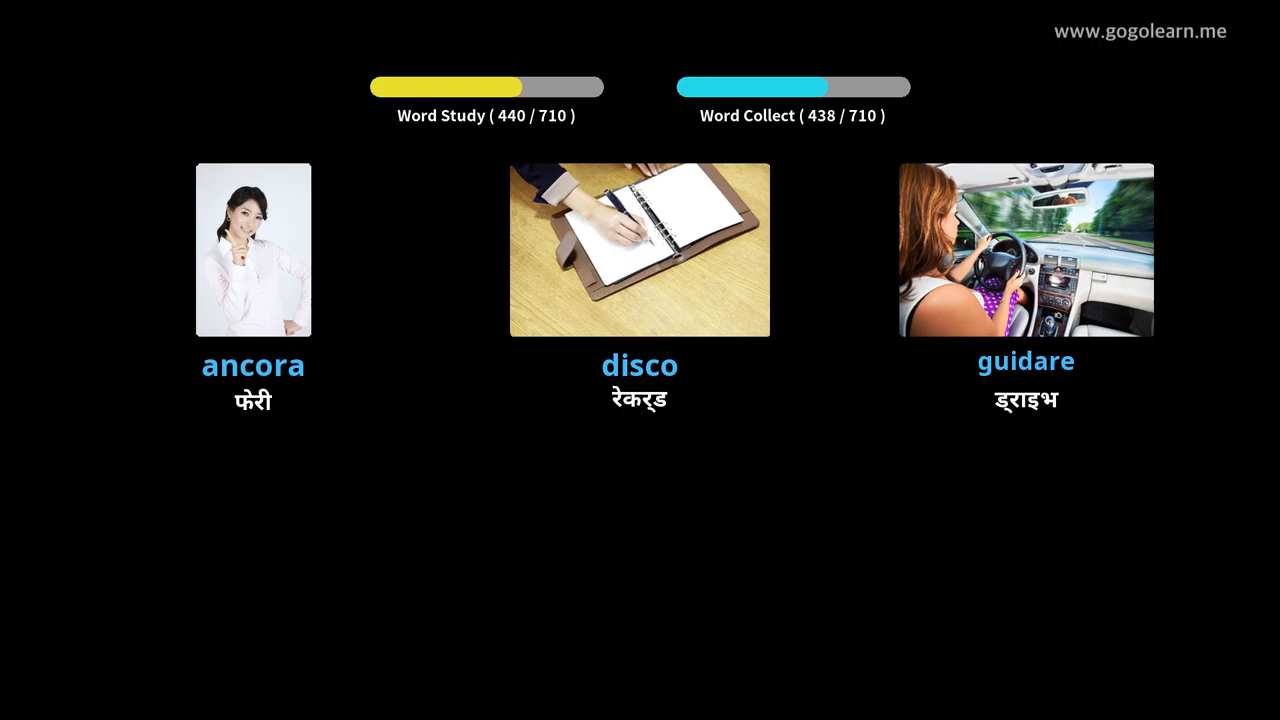 www.gogolearn.me
Word Study ( 440 / 710 )
Word Collect ( 438 / 710 )
ancora
disco
guidare
फेरी
रेकर्ड
ड्राइभ